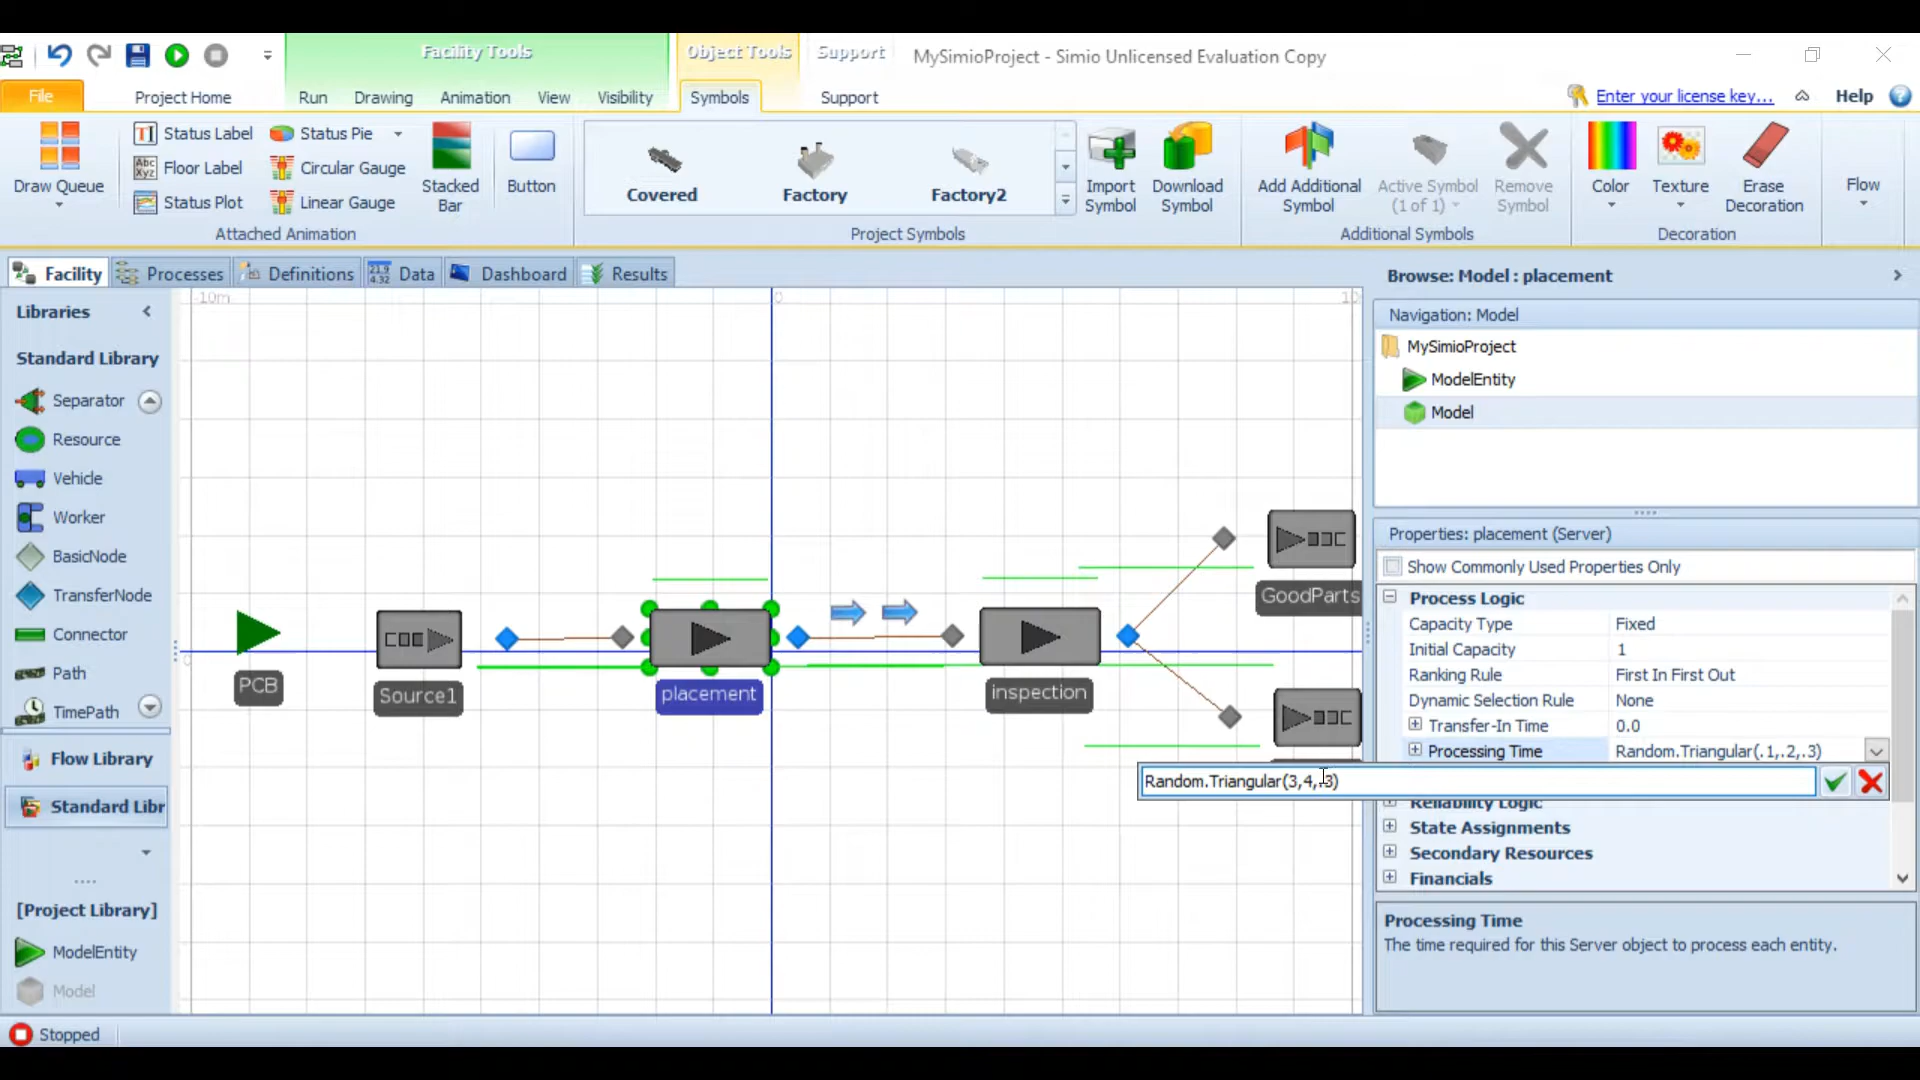 Facility Tools
Object Tools
Support
MySimioProject - Simio Unlicensed Evaluation Copy
File
Project Home
Run
Drawing
Animation
View
Visibility
Symbols
Support
Enter your license key...
Help
Draw Queue
Status Label
Floor Label
Status Plot
Status Pie
Circular Gauge
Linear Gauge
Stacked
Bar
Button
Attached Animation
Covered
Factory
Factory2
Import
Symbol
Download
Symbol
Project Symbols
Add Additional
Symbol
Active Symbol
(1 of 1)
Remove
Symbol
Additional Symbols
Color
Texture
Erase
Decoration
Decoration
Flow
Facility
Processes
Definitions
Data
Dashboard
Results
Libraries
Standard Library
Separator
Resource
Vehicle
Worker
BasicNode
TransferNode
Connector
Path
TimePath
Flow Library
Standard Libr
[Project Library]
ModelEntity
Model
-10m
0
10
0
PCB
Source1
placement
inspection
GoodParts
Browse: Model : placement
Navigation: Model
MySimioProject
ModelEntity
Model
Properties: placement (Server)
Show Commonly Used Properties Only
Process Logic
Capacity Type Fixed
Initial Capacity 1
Ranking Rule First In First Out
Dynamic Selection Rule None
Transfer-In Time 0.0
Processing Time Random.Triangular(.1,.2,.3)
Random.Triangular(3,4,.3)
Reliability Logic
State Assignments
Secondary Resources
Financials
Processing Time
The time required for this Server object to process each entity.
Stopped